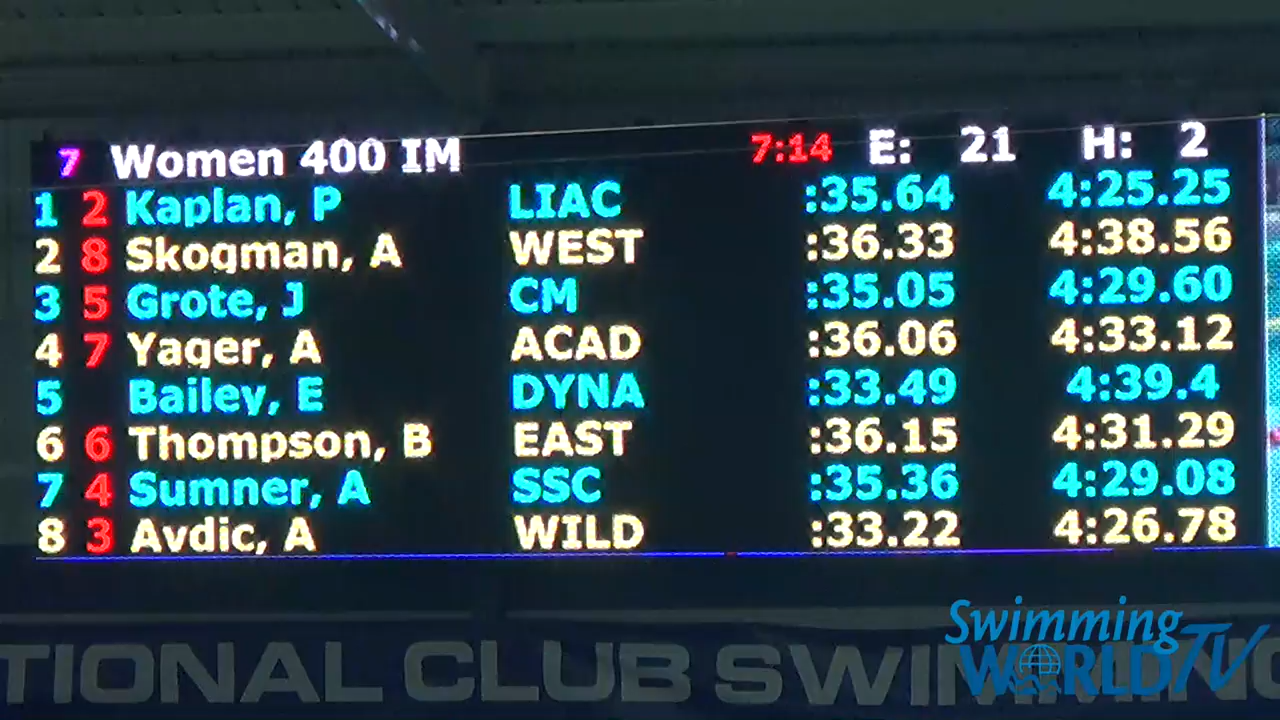 7 Women 400 IM 7:14 E: 21 H: 2
1 2 Kaplan, P LIAC :35.64 4:25.25
2 8 Skogman, A WEST :36.33 4:38.56
3 5 Grote, J CM :35.05 4:29.60
4 7 Yager, A ACAD :36.06 4:33.12
5 Bailey, E DYNA :33.49 4:39.4
6 6 Thompson, B EAST :36.15 4:31.29
7 4 Sumner, A SSC :35.36 4:29.08
8 3 Avdic, A WILD :33.22 4:26.78
TIONAL CLUB SWIMMING
Swimming
WORLD TV